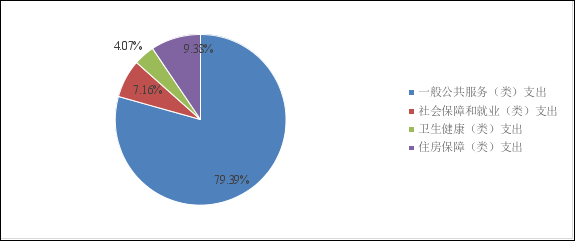 4.07%
9.38%
7.16%
79.39%
一般公共服务（类）支出
社会保障和就业（类）支出
卫生健康（类）支出
住房保障（类）支出